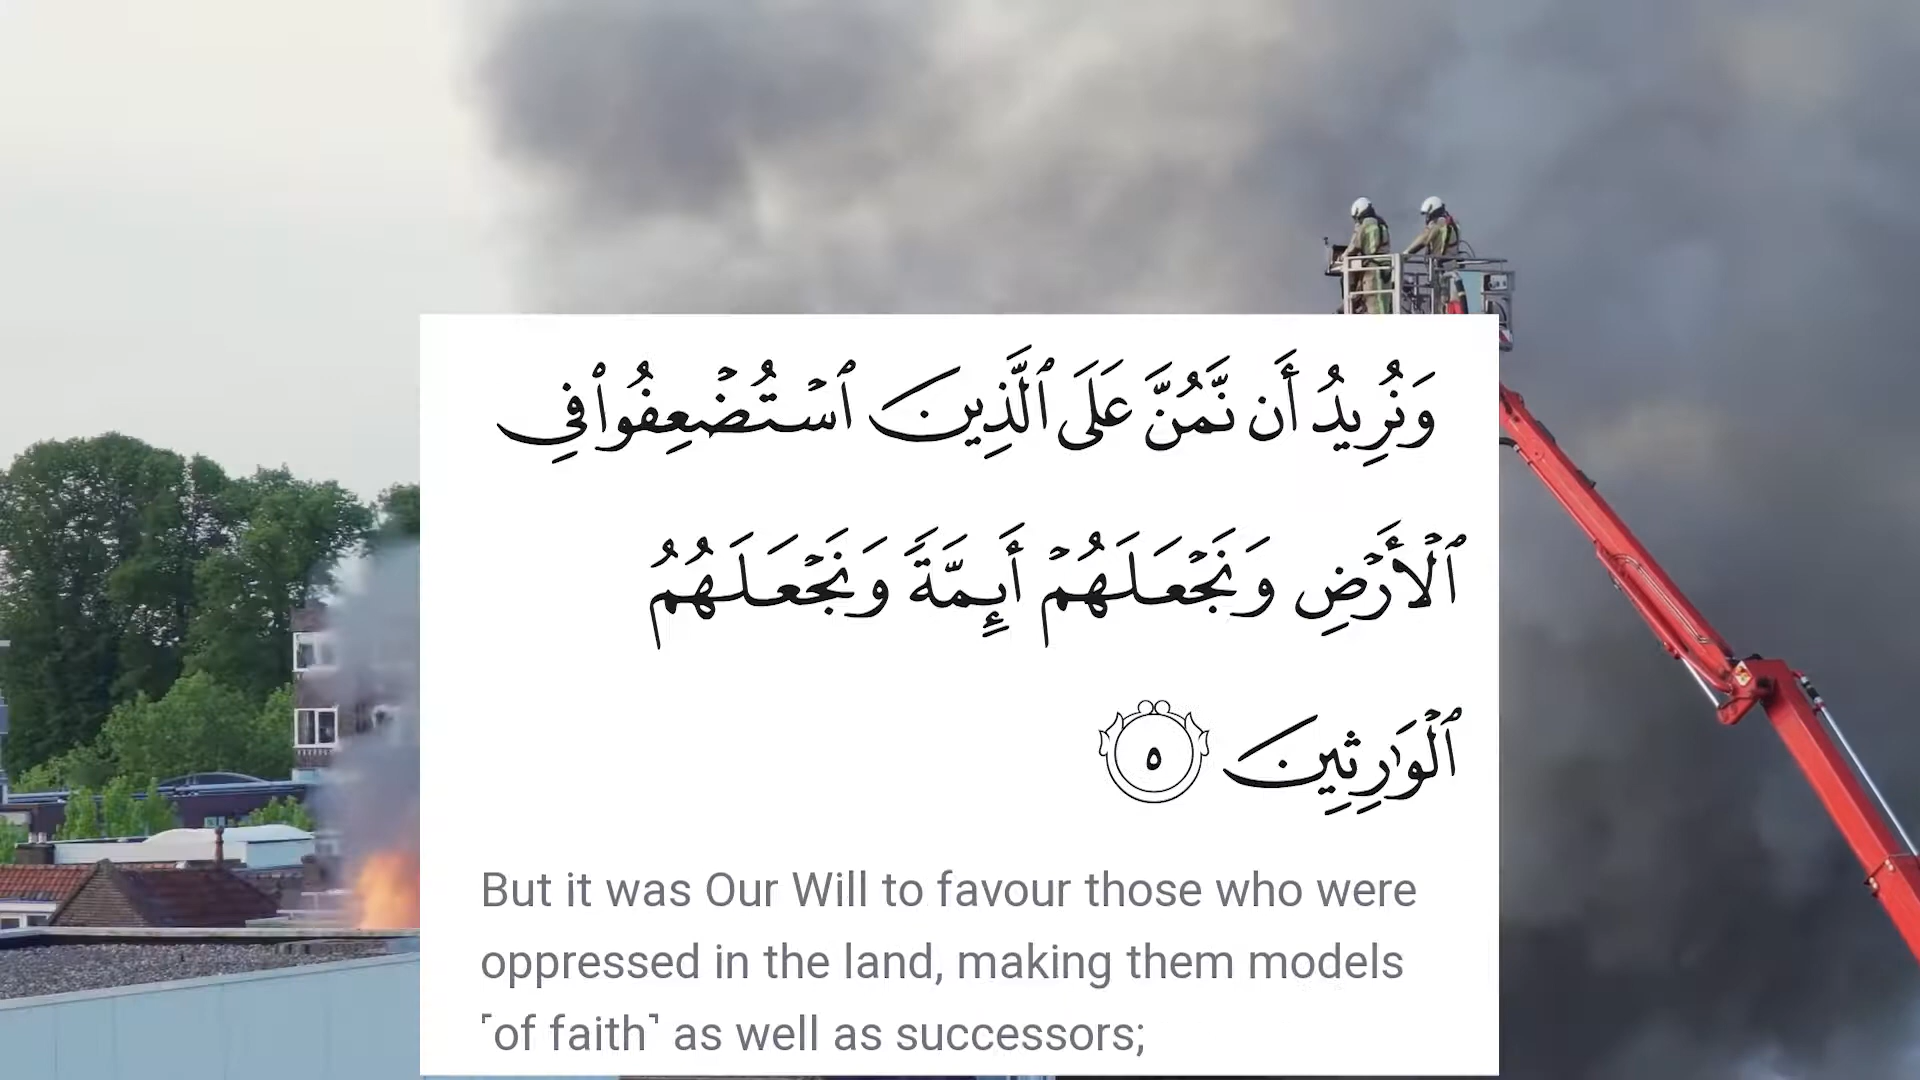 وَنُرِيدُ أَن نَّمُنَّ عَلَى ٱلَّذِينَ ٱسْتُضْعِفُوا۟ فِى
ٱلْأَرْضِ وَنَجْعَلَهُمْ أَئِمَّةً وَنَجْعَلَهُمُ
ٱلْوَٰرِثِينَ ٥
But it was Our Will to favour those who were
oppressed in the land, making them models
˹of faith˺ as well as successors;